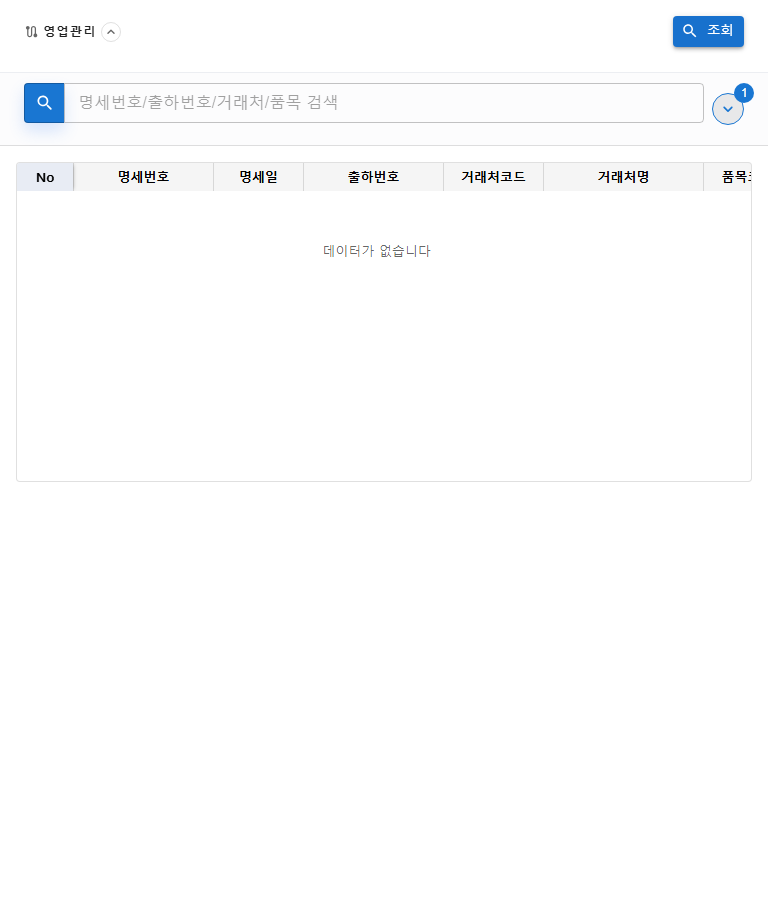 영업관리
조회
명세번호/출하번호/거래처/품목 검색
1
No 명세번호 명세일 출하번호 거래처코드 거래처명 품목
데이터가 없습니다